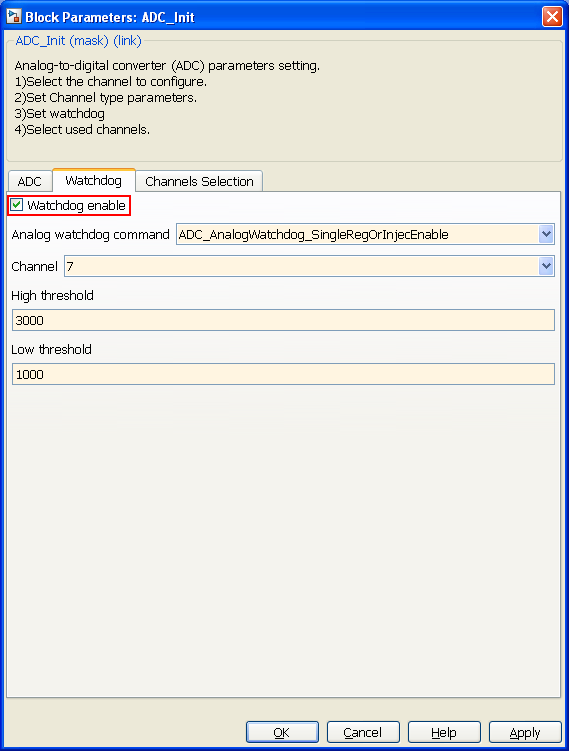 Block Parameters: ADC_Init
ADC_Init (mask) (link)
Analog-to-digital converter (ADC) parameters setting.
1)Select the channel to configure.
2)Set Channel type parameters.
3)Set watchdog
4)Select used channels.
ADC Watchdog Channels Selection
Watchdog enable
Analog watchdog command ADC_AnalogWatchdog_SingleRegOrInjecEnable
Channel 7
High threshold
3000
Low threshold
1000
OK Cancel Help Apply